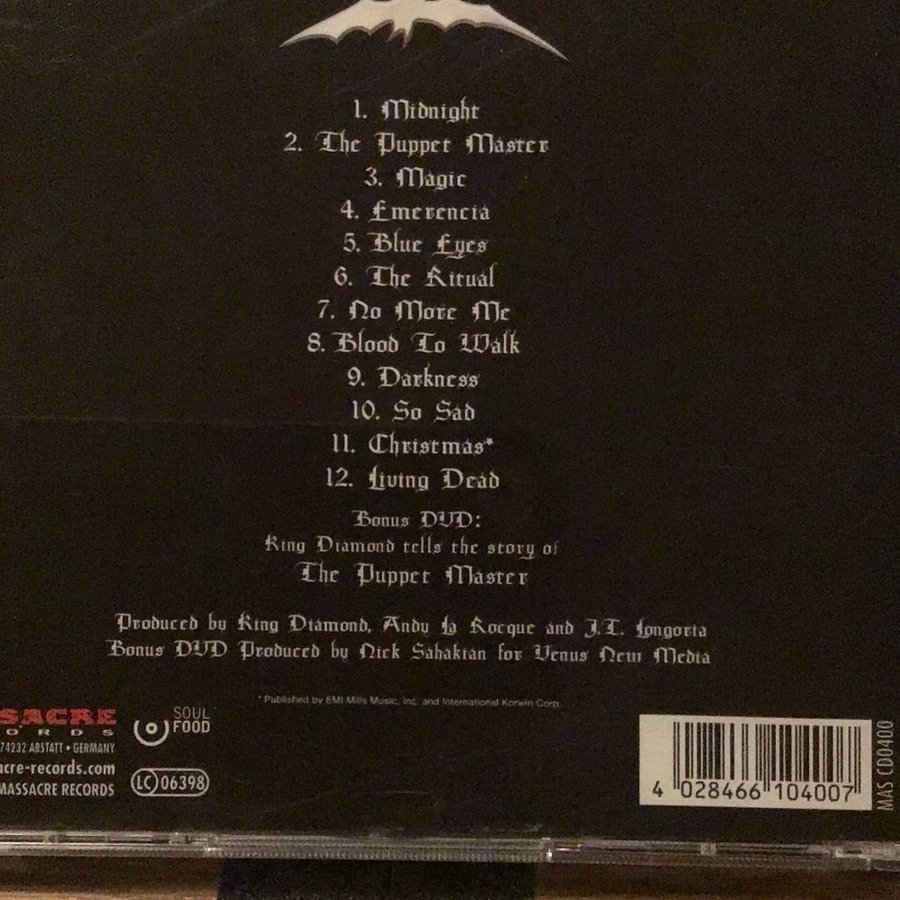 1. Midnight
2. The Puppet Master
3. Magic
4. Emerencia
5. Blue Eyes
6. The Ritual
7. No More Me
8. Blood To Walk
9. Darkness
10. So Sad
11. Christmas*
12. Living Dead
Bonus DVD:
King Diamond tells the story of
The Puppet Master
Produced by King Diamond, Andy La Rocque and J.T. Longoria
Bonus DVD Produced by Nick Sahakian for Venus New Media
* Published by EMI Mills Music, Inc. and International Korwin Corp.
SACRE
ORDS
74232 ABSTATT • GERMANY
acre-records.com
MASSACRE RECORDS
SOUL
FOOD
LC 06398
4 028466 104007
MAS CD0400